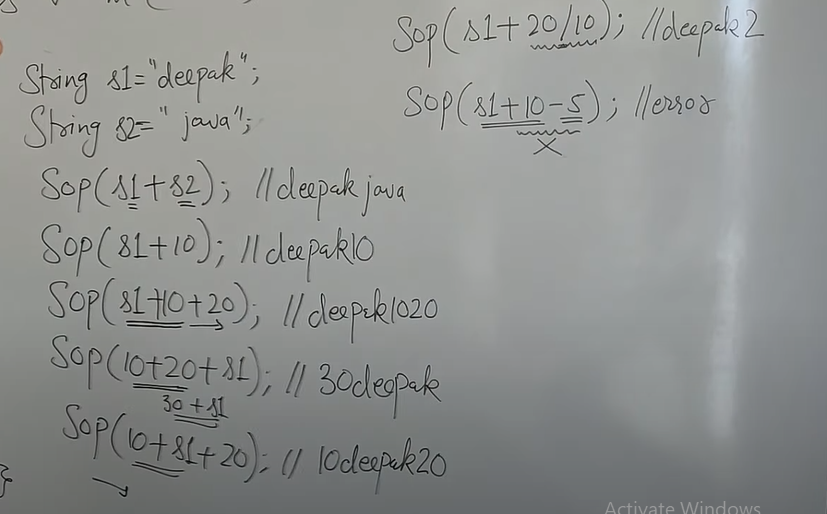 String s1="deepak";
String s2=" java";
Sop(s1+s2); //deepak java
Sop(s1+10); //deepak10
Sop(s1+10+20); //deepak1020
Sop(10+20+s1); // 30deepak
30+s1
Sop(10+s1+20); // 10deepak20
}
Sop(s1+20/10); //deepak2
Sop(s1+10-5); //error
X
Activate Windows